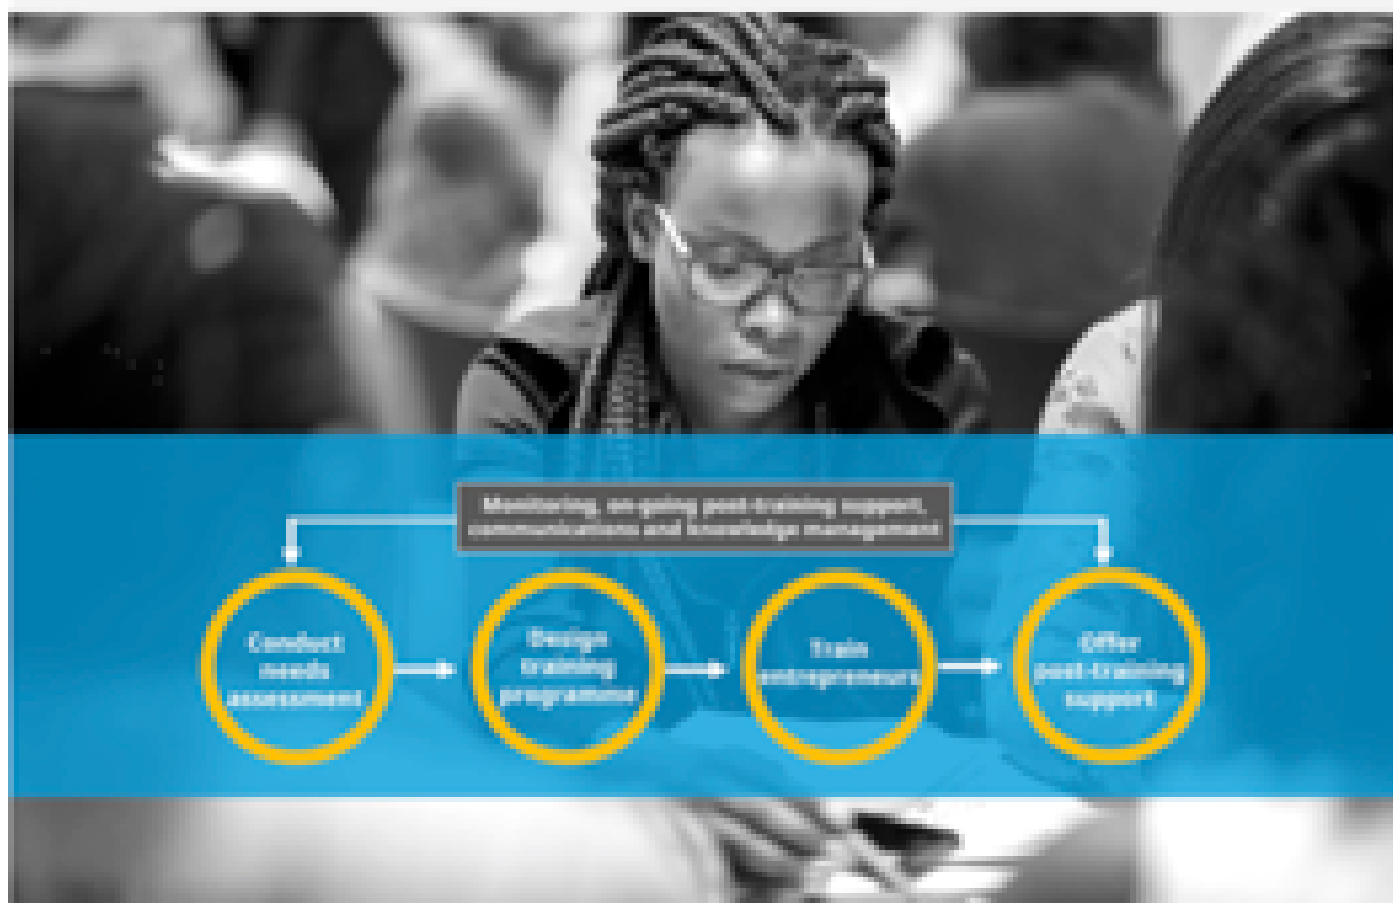 Monitoring, on-going post-training support,
communications and knowledge management
Conduct
needs
assessment
Design
training
programme
Train
entrepreneurs
Offer
post-training
support